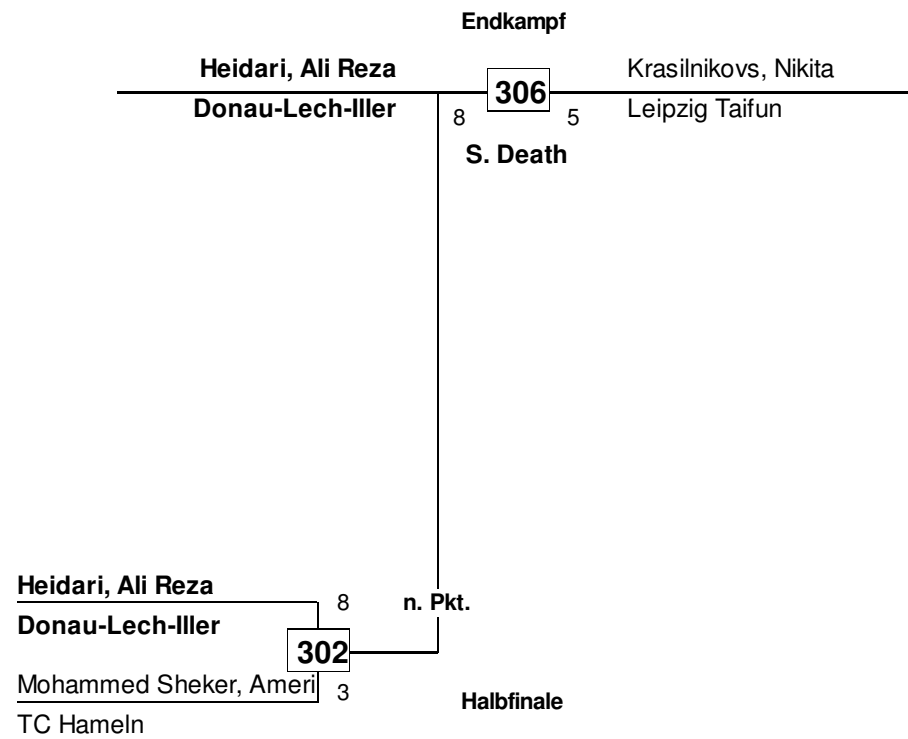 Endkampf
Heidari, Ali Reza
Donau-Lech-Iller
8
306
5
Krasilnikovs, Nikita
Leipzig Taifun
S. Death
Heidari, Ali Reza
Donau-Lech-Iller
8
n. Pkt.
302
Mohammed Sheker, Ameri
TC Hameln
3
Halbfinale